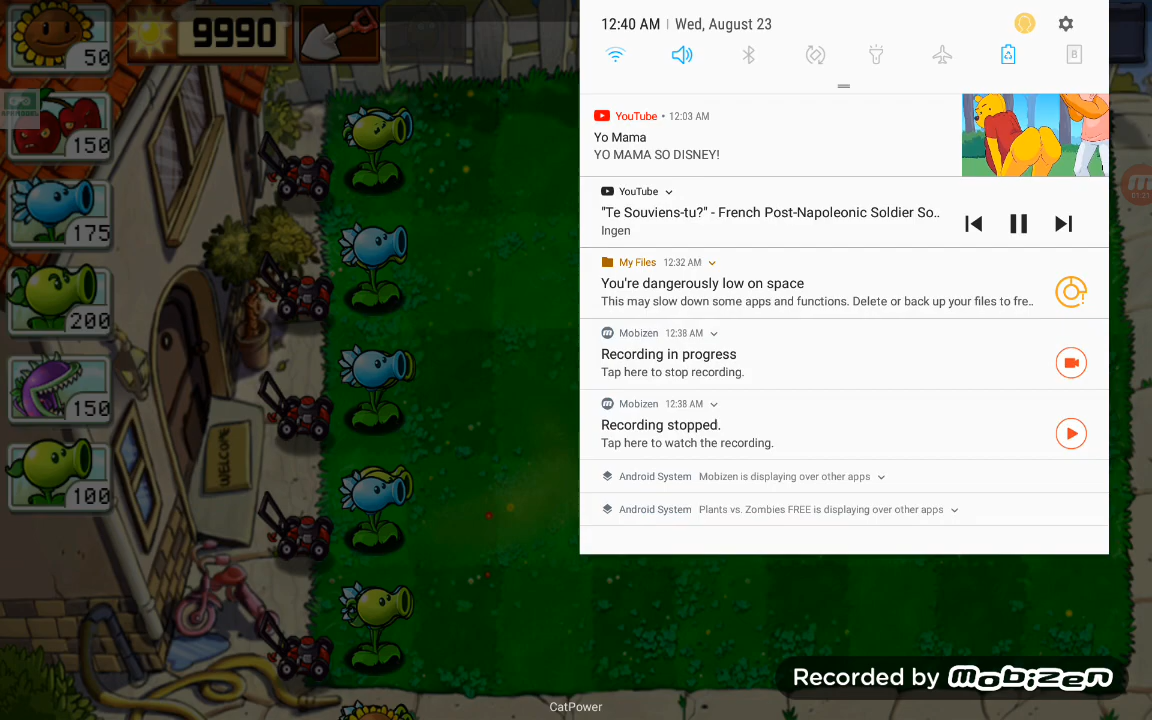 50
9990
150
175
200
150
100
WELCOME
12:40 AM | Wed, August 23
B
YouTube • 12:03 AM
Yo Mama
YO MAMA SO DISNEY!
YouTube
"Te Souviens-tu?" - French Post-Napoleonic Soldier So..
Ingen
My Files 12:32 AM
You're dangerously low on space
This may slow down some apps and functions. Delete or back up your files to fre..
Mobizen 12:38 AM
Recording in progress
Tap here to stop recording.
Mobizen 12:38 AM
Recording stopped.
Tap here to watch the recording.
Android System Mobizen is displaying over other apps
Android System Plants vs. Zombies FREE is displaying over other apps
01:21
Recorded by mobizen
CatPower